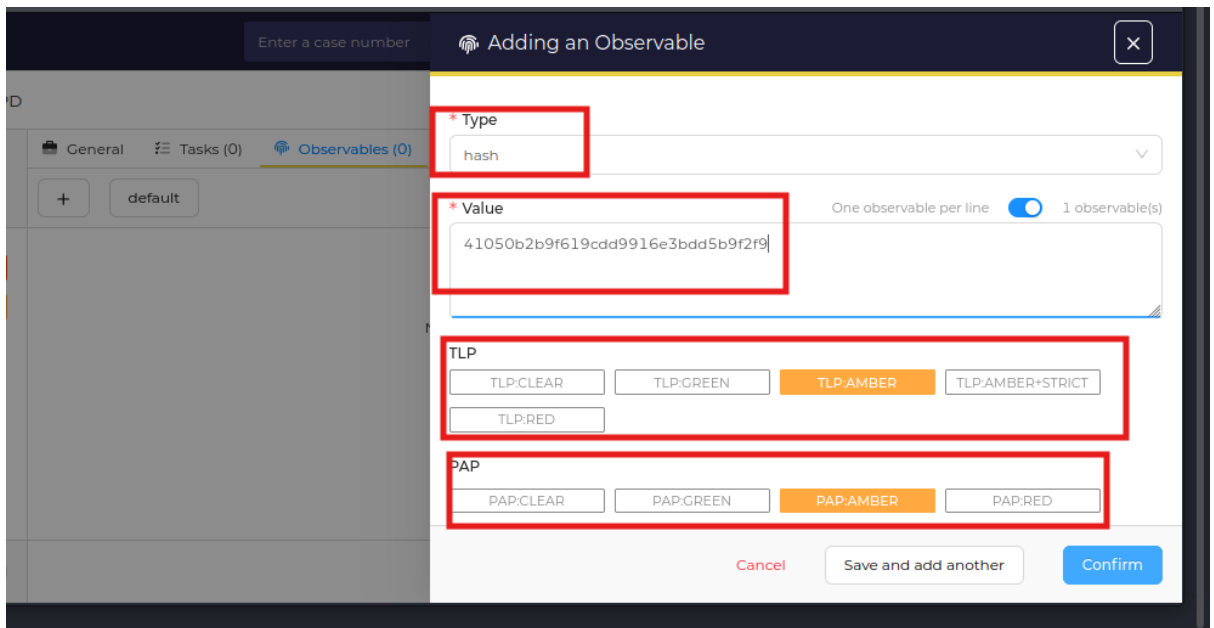 Enter a case number
Adding an Observable
PD
* Type
General Tasks (0) Observables (0)
hash
+ default
* Value One observable per line 1 observable(s)
41050b2b9f619cdd9916e3bdd5b9f2f9
TLP
TLP:CLEAR TLP:GREEN TLP:AMBER TLP:AMBER+STRICT
TLP:RED
PAP
PAP:CLEAR PAP:GREEN PAP:AMBER PAP:RED
Cancel Save and add another Confirm